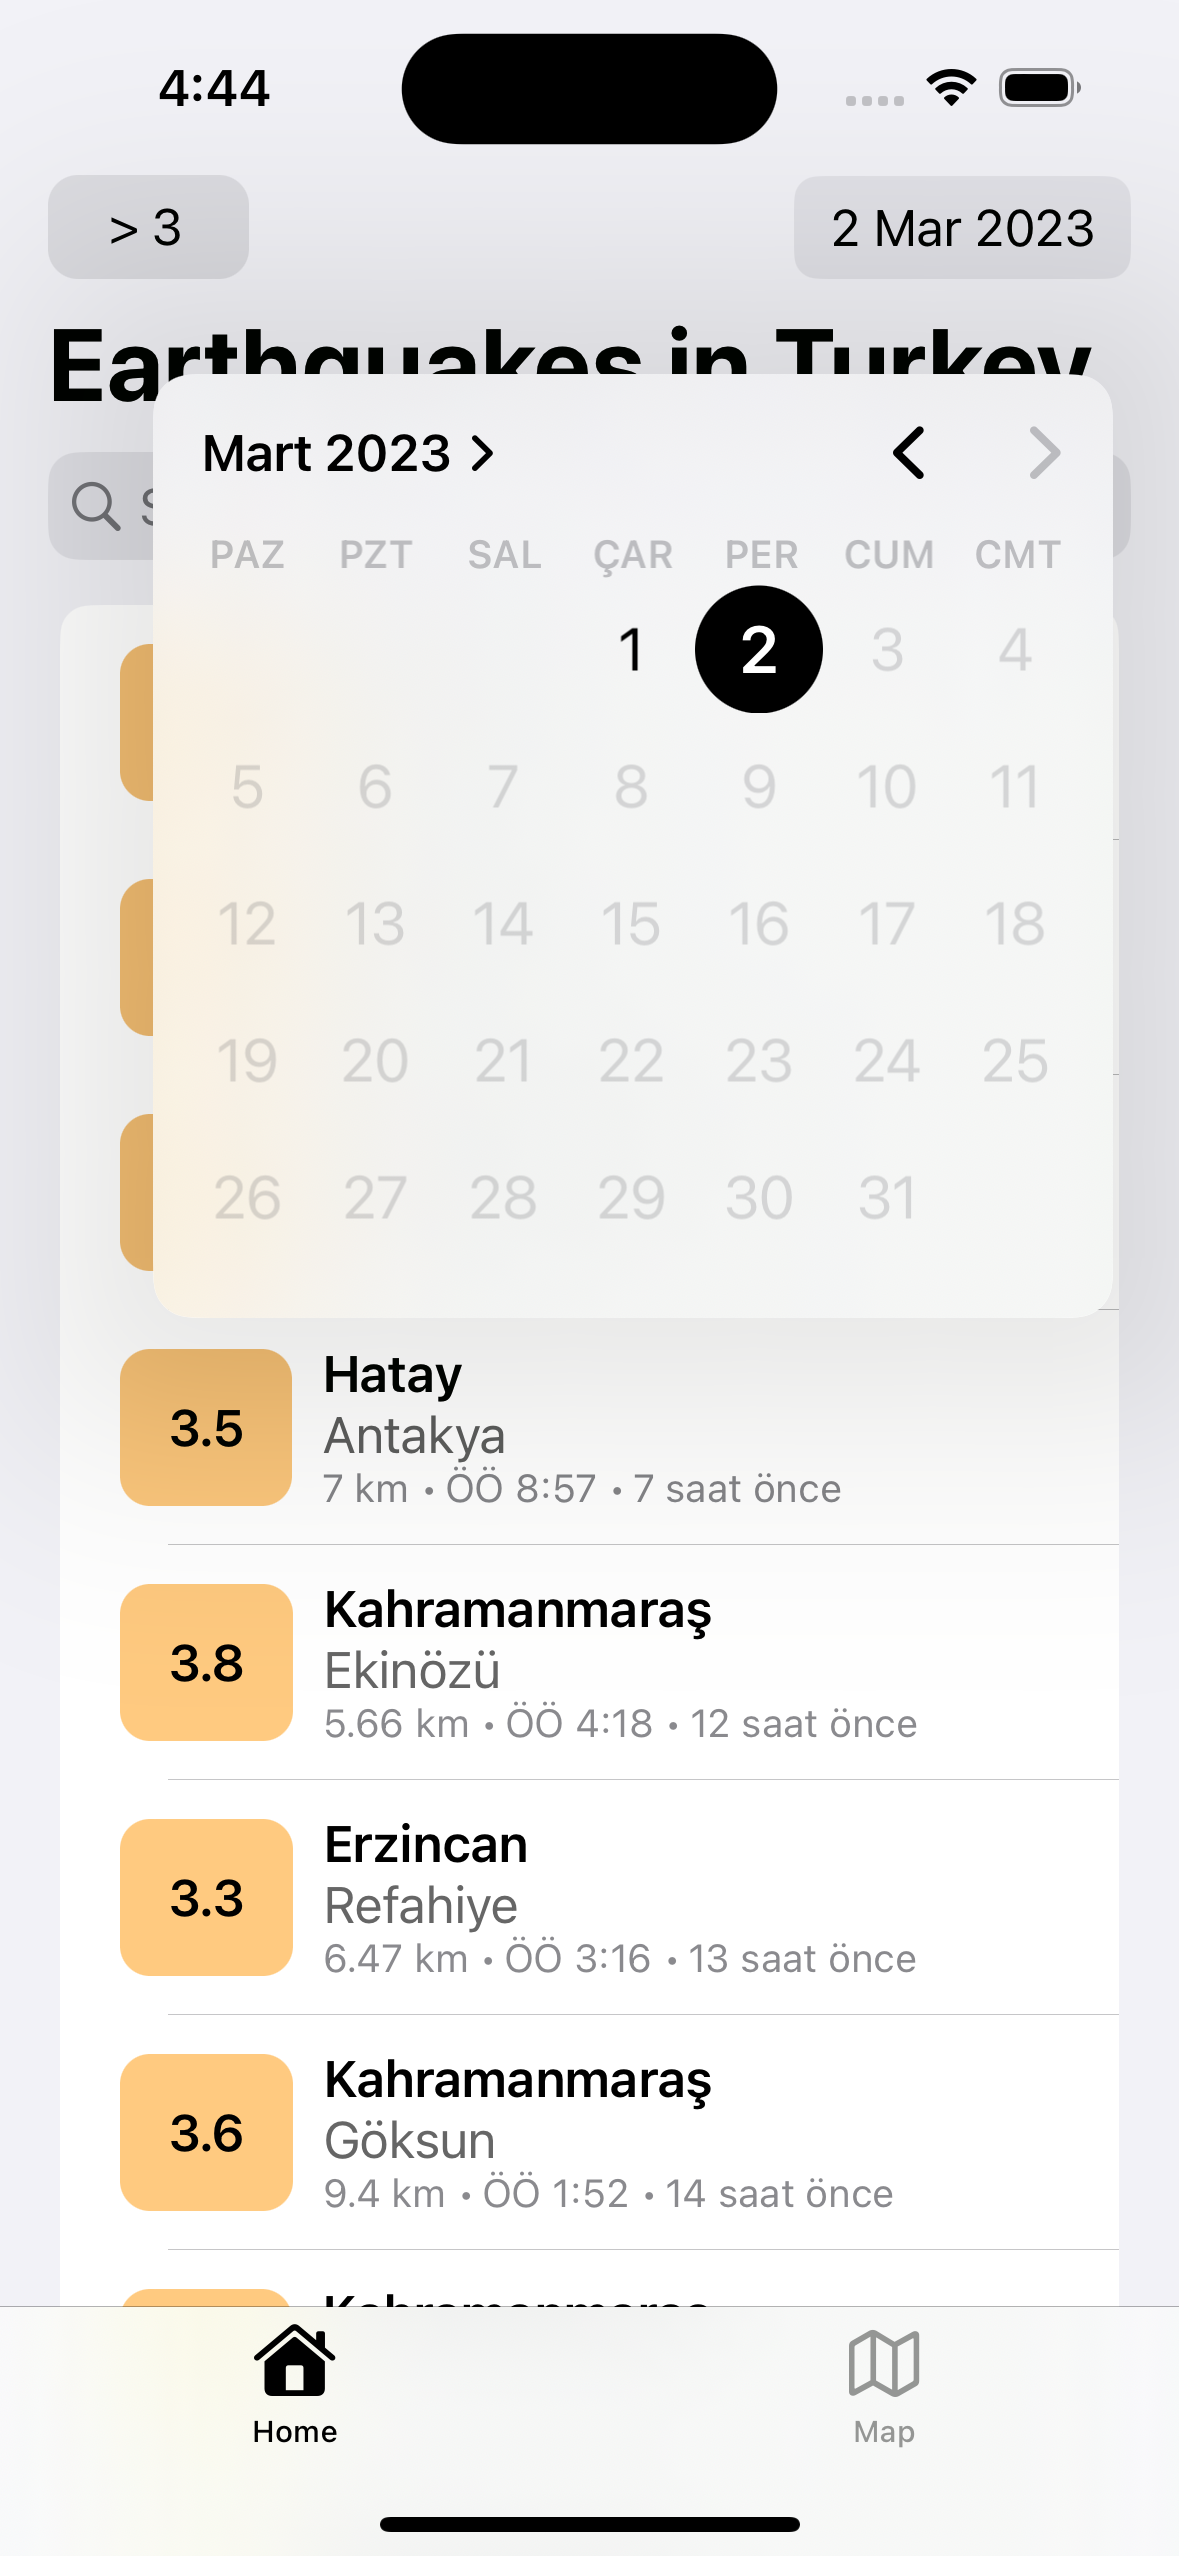 4:44
> 3
2 Mar 2023
Earthquakes in Turkey
Mart 2023
PAZ PZT SAL ÇAR PER CUM CMT
1 2 3 4
5 6 7 8 9 10 11
12 13 14 15 16 17 18
19 20 21 22 23 24 25
26 27 28 29 30 31
3.5
Hatay
Antakya
7 km • ÖÖ 8:57 • 7 saat önce
3.8
Kahramanmaraş
Ekinözü
5.66 km • ÖÖ 4:18 • 12 saat önce
3.3
Erzincan
Refahiye
6.47 km • ÖÖ 3:16 • 13 saat önce
3.6
Kahramanmaraş
Göksun
9.4 km • ÖÖ 1:52 • 14 saat önce
Kahramanmaraş
Home
Map